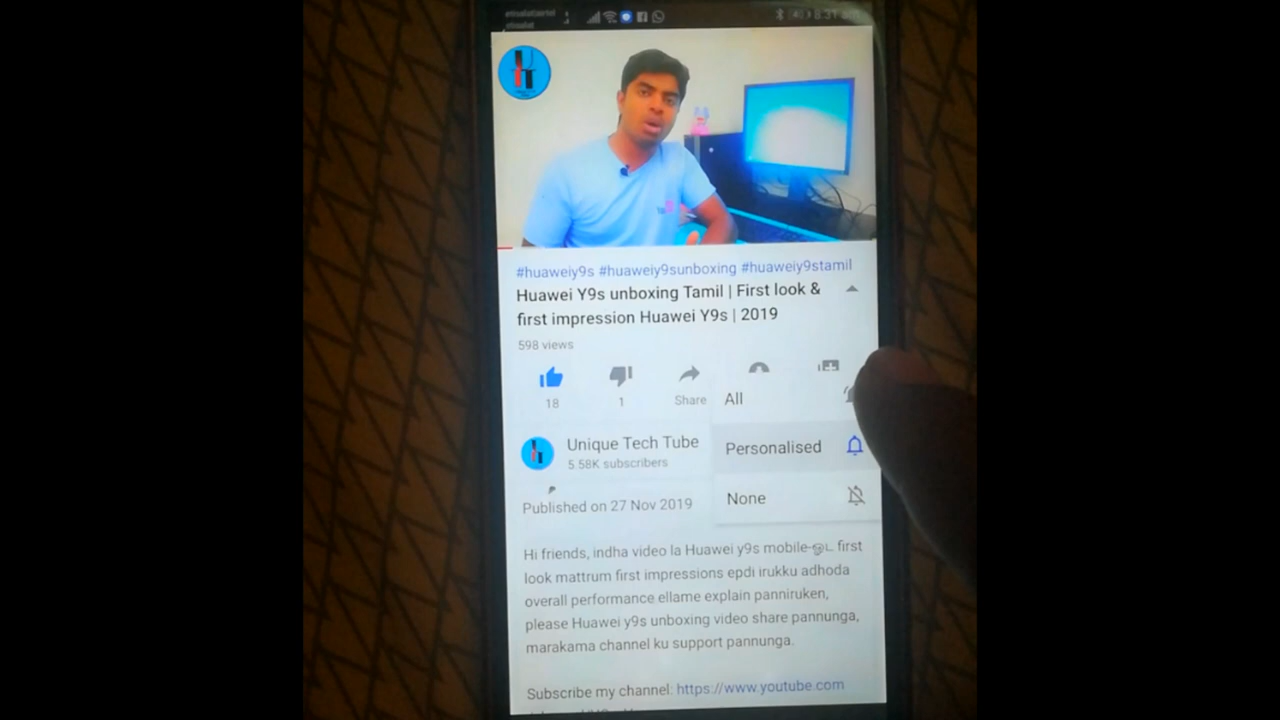 #huaweiy9s #huaweiy9sunboxing #huaweiy9stamil
Huawei Y9s unboxing Tamil | First look &
first impression Huawei Y9s | 2019
598 views
18
1
Share
All
Unique Tech Tube
5.58K subscribers
Personalised
Published on 27 Nov 2019
None
Hi friends, indha video la Huawei y9s mobile-ஓட first
look mattrum first impressions epdi irukku adhoda
overall performance ellame explain panniruken,
please Huawei y9s unboxing video share pannunga,
marakama channel ku support pannunga.
Subscribe my channel: https://www.youtube.com